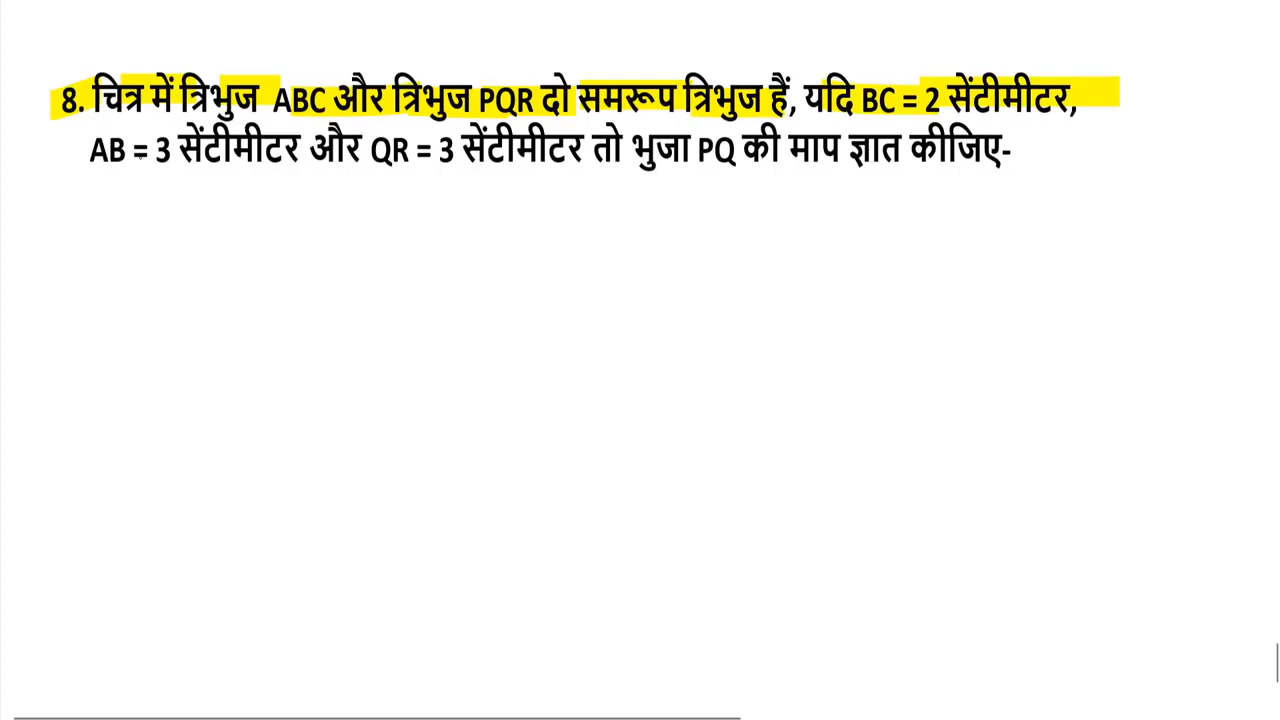 8. चित्र में त्रिभुज ABC और त्रिभुज PQR दो समरूप त्रिभुज हैं, यदि BC = 2 सेंटीमीटर,
AB = 3 सेंटीमीटर और QR = 3 सेंटीमीटर तो भुजा PQ की माप ज्ञात कीजिए-